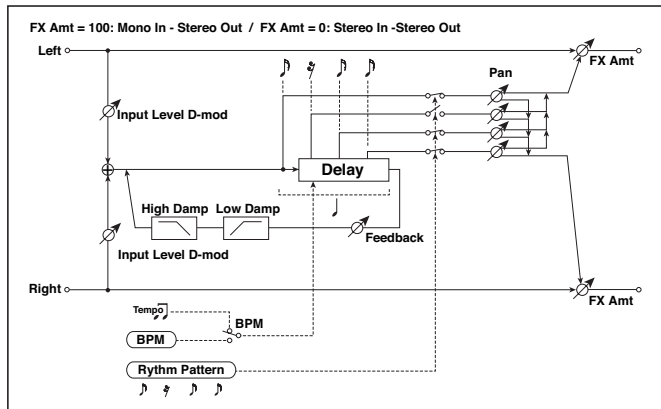 FX Amt = 100: Mono In - Stereo Out / FX Amt = 0: Stereo In -Stereo Out
Left
FX Amt
Pan
Input Level D-mod
Delay
High Damp
Low Damp
Feedback
Input Level D-mod
Right
FX Amt
Tempo
BPM
BPM
Rythm Pattern